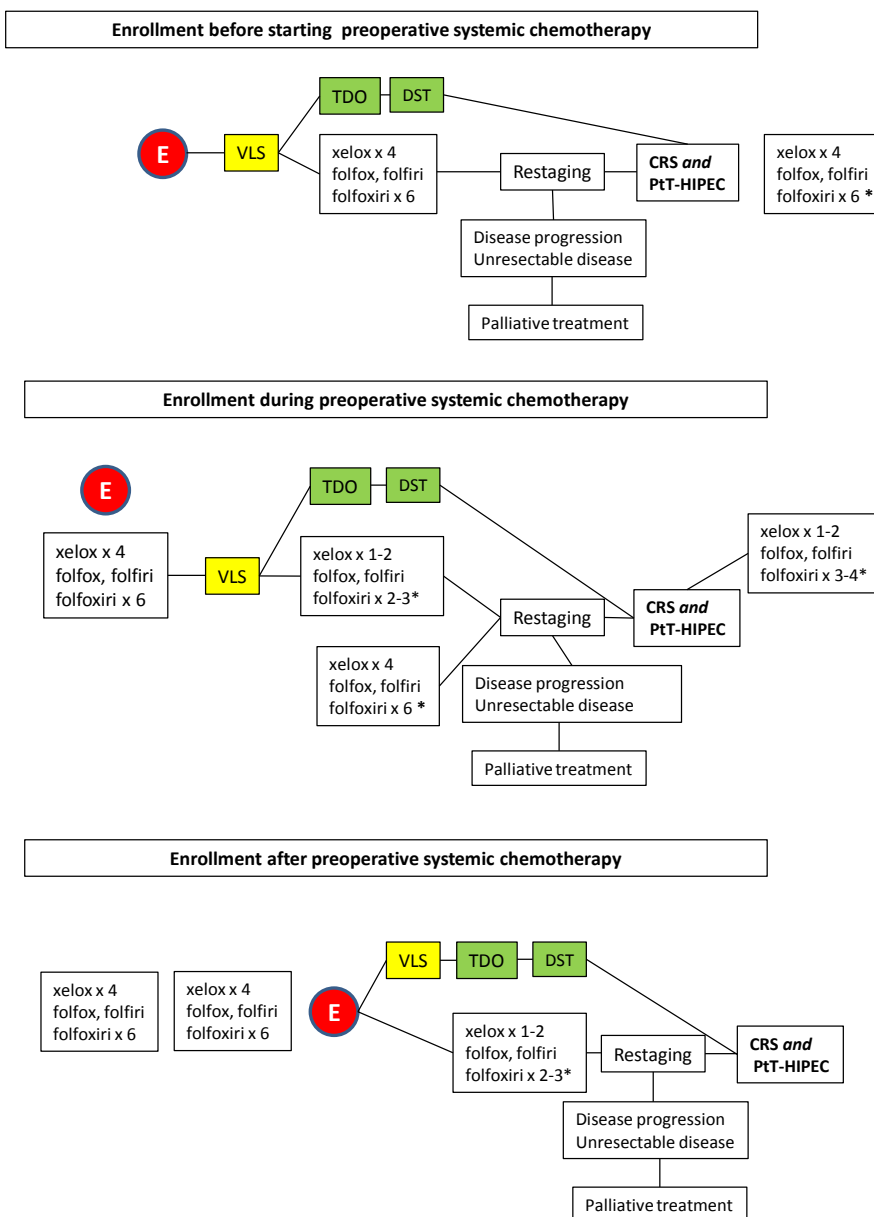 Enrollment before starting  preoperative systemic chemotherapy
TDO
DST
E
VLS
xelox x 4
folfox, folfiri
folfoxiri x 6
Restaging
CRS and
PtT-HIPEC
xelox x 4
folfox, folfiri
folfoxiri x 6 *
Disease progression
Unresectable disease
Palliative treatment
Enrollment during preoperative systemic chemotherapy
E
TDO
DST
xelox x 4
folfox, folfiri
folfoxiri x 6
VLS
xelox x 1-2
folfox, folfiri
folfoxiri x 2-3*
xelox x 1-2
folfox, folfiri
folfoxiri x 3-4*
Restaging
CRS and
PtT-HIPEC
xelox x 4
folfox, folfiri
folfoxiri x 6 *
Disease progression
Unresectable disease
Palliative treatment
Enrollment after preoperative systemic chemotherapy
VLS
TDO
DST
xelox x 4
folfox, folfiri
folfoxiri x 6
xelox x 4
folfox, folfiri
folfoxiri x 6
E
xelox x 1-2
folfox, folfiri
folfoxiri x 2-3*
Restaging
CRS and
PtT-HIPEC
Disease progression
Unresectable disease
Palliative treatment